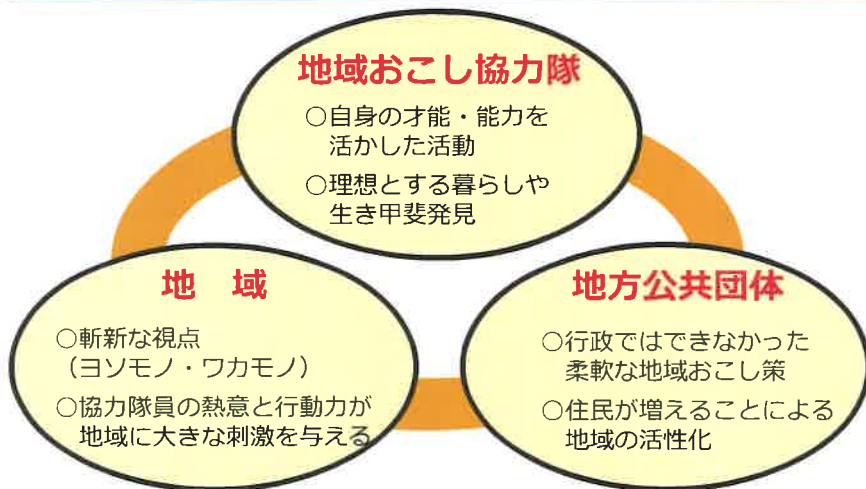 地域おこし協力隊
○自身の才能・能力を
活かした活動
○理想とする暮らしや
生き甲斐発見
地 域
○斬新な視点
（ヨソモノ・ワカモノ）
○協力隊員の熱意と行動力が
地域に大きな刺激を与える
地方公共団体
○行政ではできなかった
柔軟な地域おこし策
○住民が増えることによる
地域の活性化